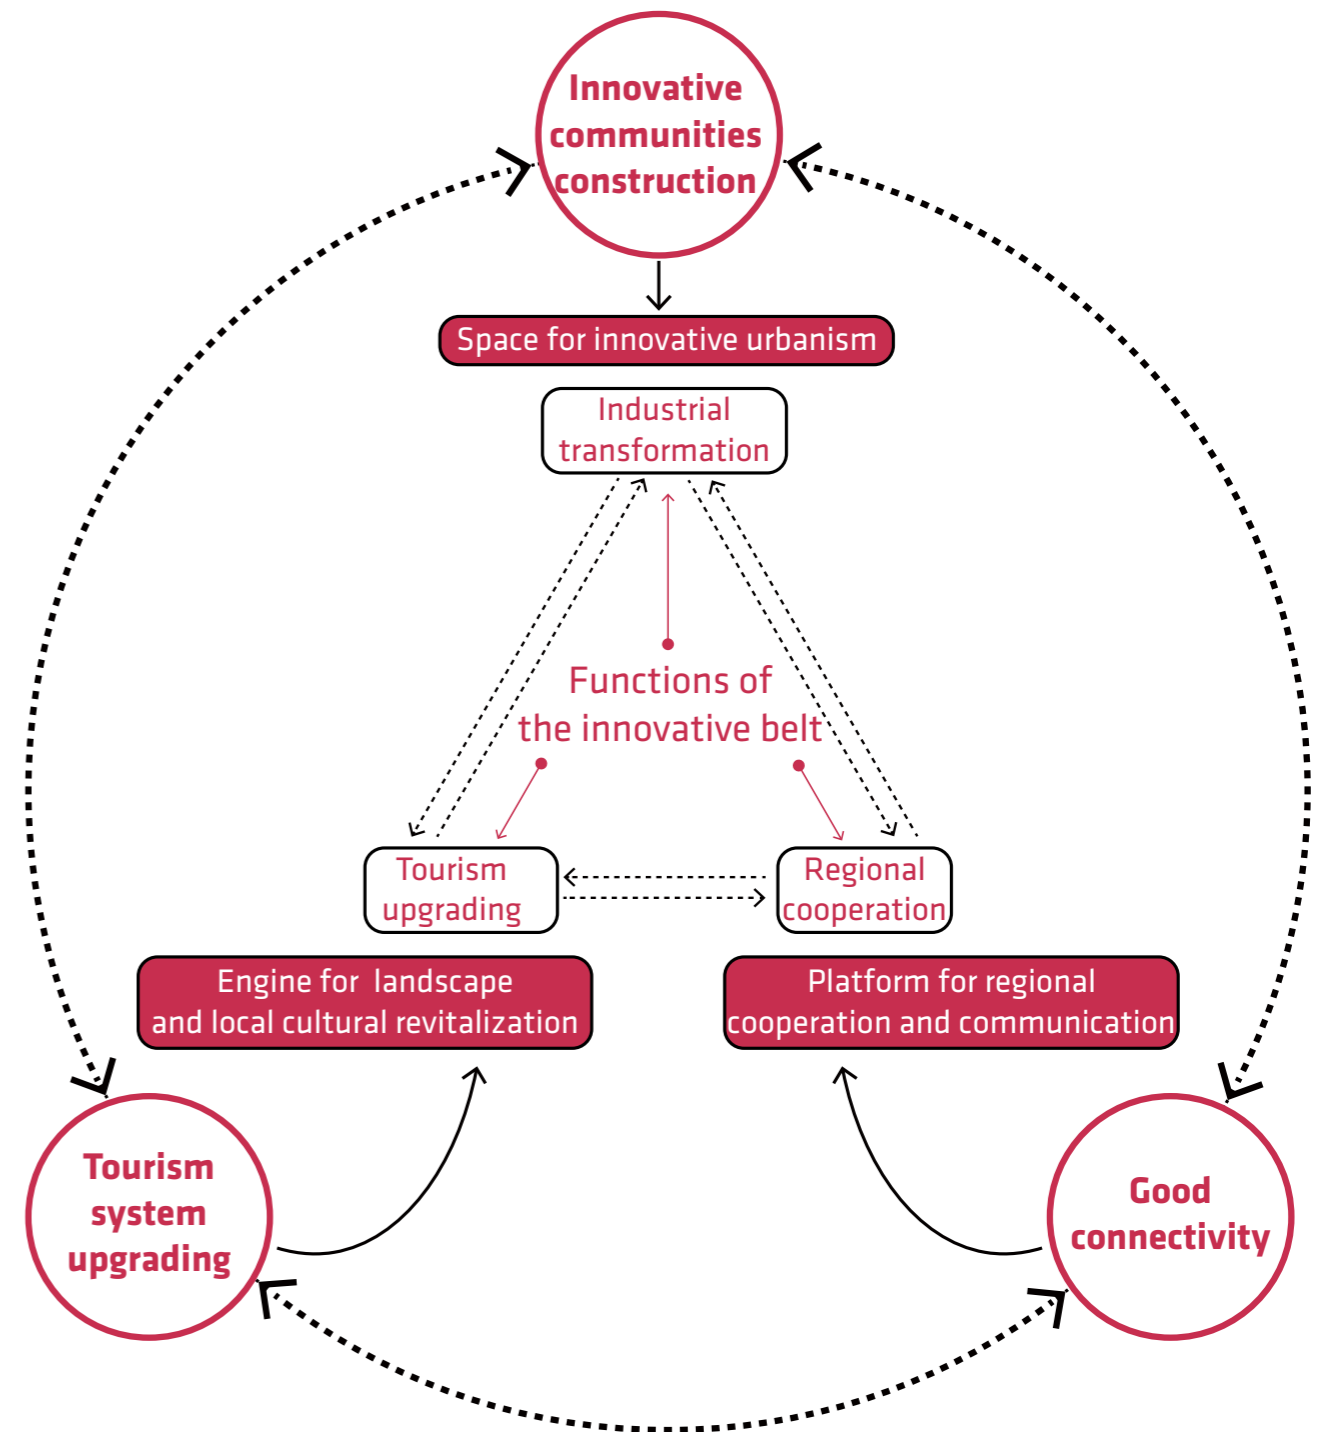 Innovative
communities
construction
Space for innovative urbanism
Industrial
transformation
Functions of
the innovative belt
Tourism
upgrading
Regional
cooperation
Engine for landscape
and local cultural revitalization
Platform for regional
cooperation and communication
Tourism
system
upgrading
Good
connectivity